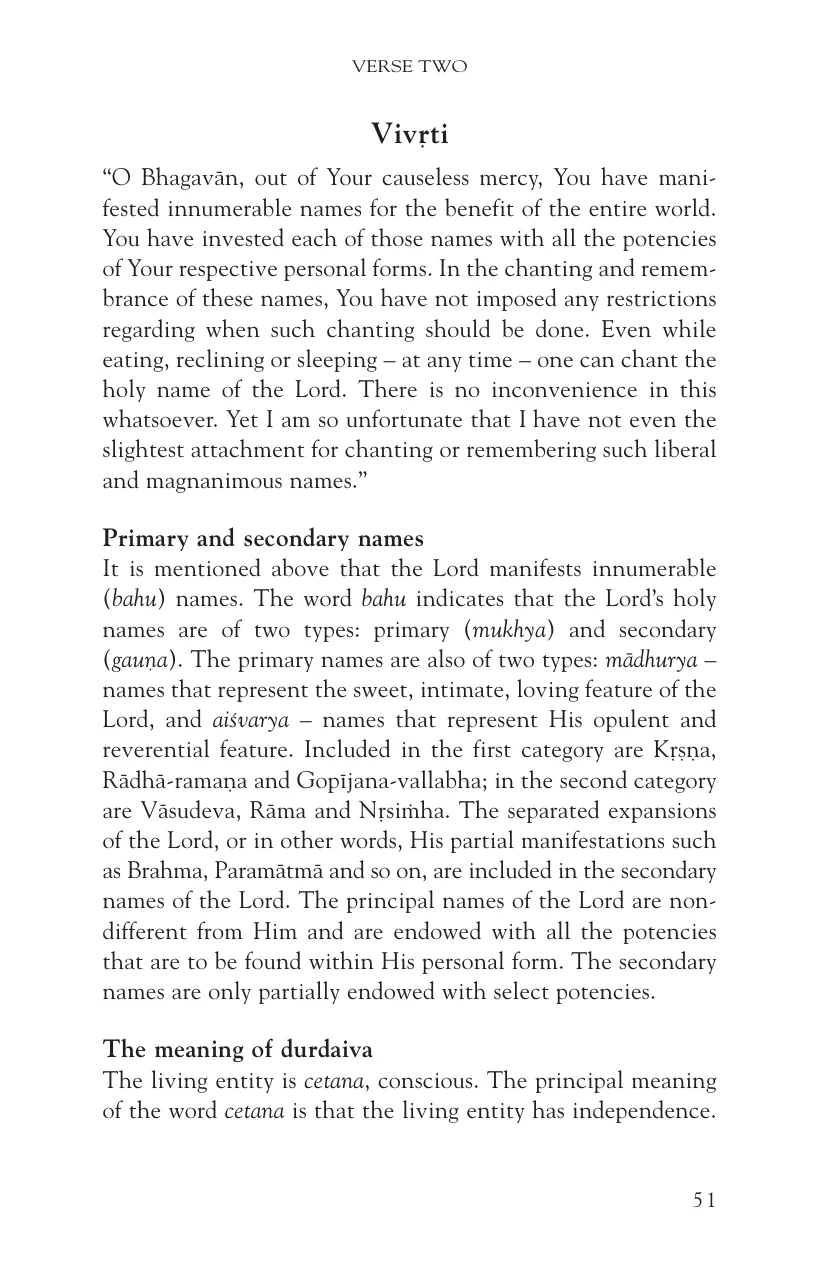 VERSE TWO
Vivṛti
“O Bhagavān, out of Your causeless mercy, You have mani-
fested innumerable names for the benefit of the entire world.
You have invested each of those names with all the potencies
of Your respective personal forms. In the chanting and remem-
brance of these names, You have not imposed any restrictions
regarding when such chanting should be done. Even while
eating, reclining or sleeping – at any time – one can chant the
holy name of the Lord. There is no inconvenience in this
whatsoever. Yet I am so unfortunate that I have not even the
slightest attachment for chanting or remembering such liberal
and magnanimous names.”
Primary and secondary names
It is mentioned above that the Lord manifests innumerable
(bahu) names. The word bahu indicates that the Lord’s holy
names are of two types: primary (mukhya) and secondary
(gauṇa). The primary names are also of two types: mādhurya –
names that represent the sweet, intimate, loving feature of the
Lord, and aiśvarya – names that represent His opulent and
reverential feature. Included in the first category are Kṛṣṇa,
Rādhā-ramaṇa and Gopījana-vallabha; in the second category
are Vāsudeva, Rāma and Nṛsiṁha. The separated expansions
of the Lord, or in other words, His partial manifestations such
as Brahma, Paramātmā and so on, are included in the secondary
names of the Lord. The principal names of the Lord are non-
different from Him and are endowed with all the potencies
that are to be found within His personal form. The secondary
names are only partially endowed with select potencies.
The meaning of durdaiva
The living entity is cetana, conscious. The principal meaning
of the word cetana is that the living entity has independence.
51